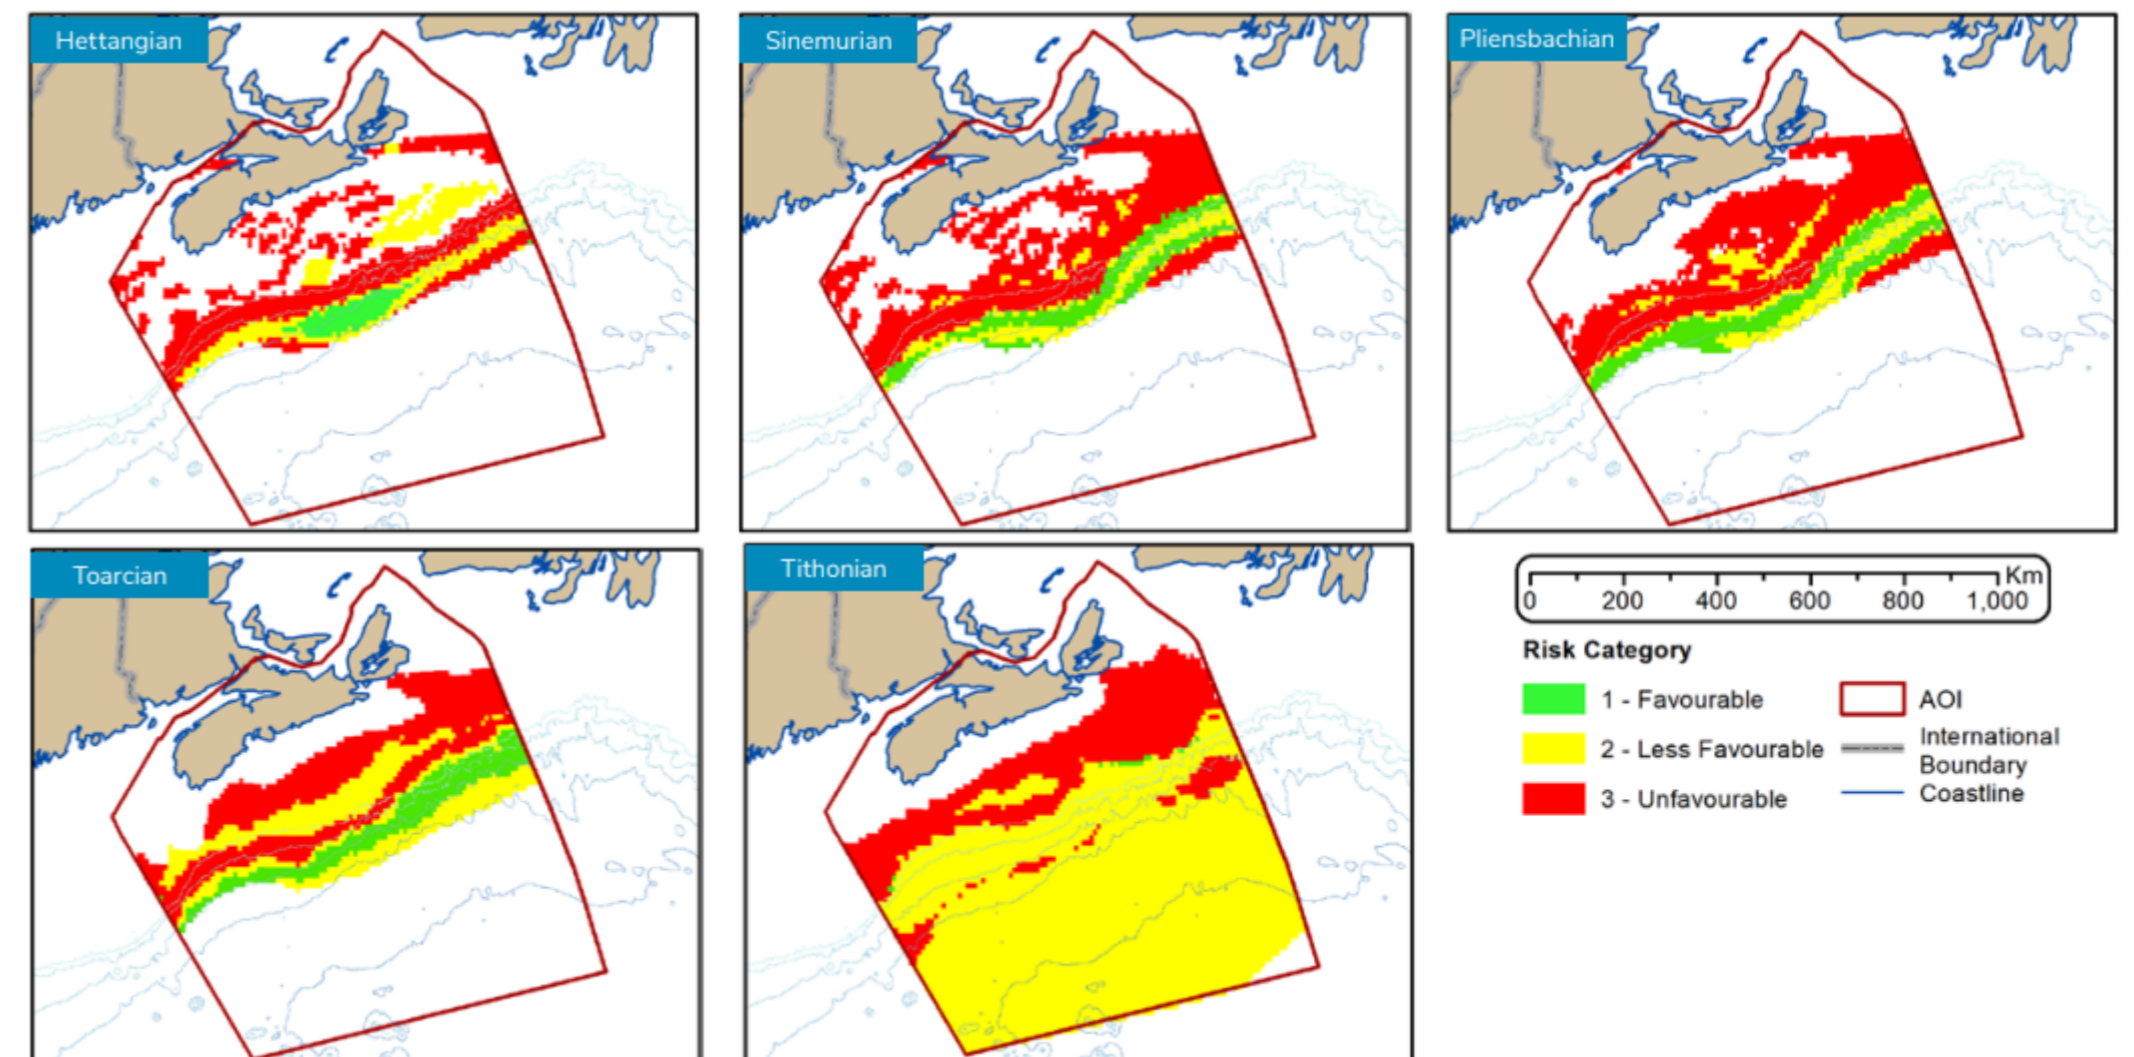 Hettangian
Sinemurian
Pliensbachian
Toarcian
Tithonian
Km
0 200 400 600 800 1,000
Risk Category
1 - Favourable
2 - Less Favourable
3 - Unfavourable
AOI
International
Boundary
Coastline